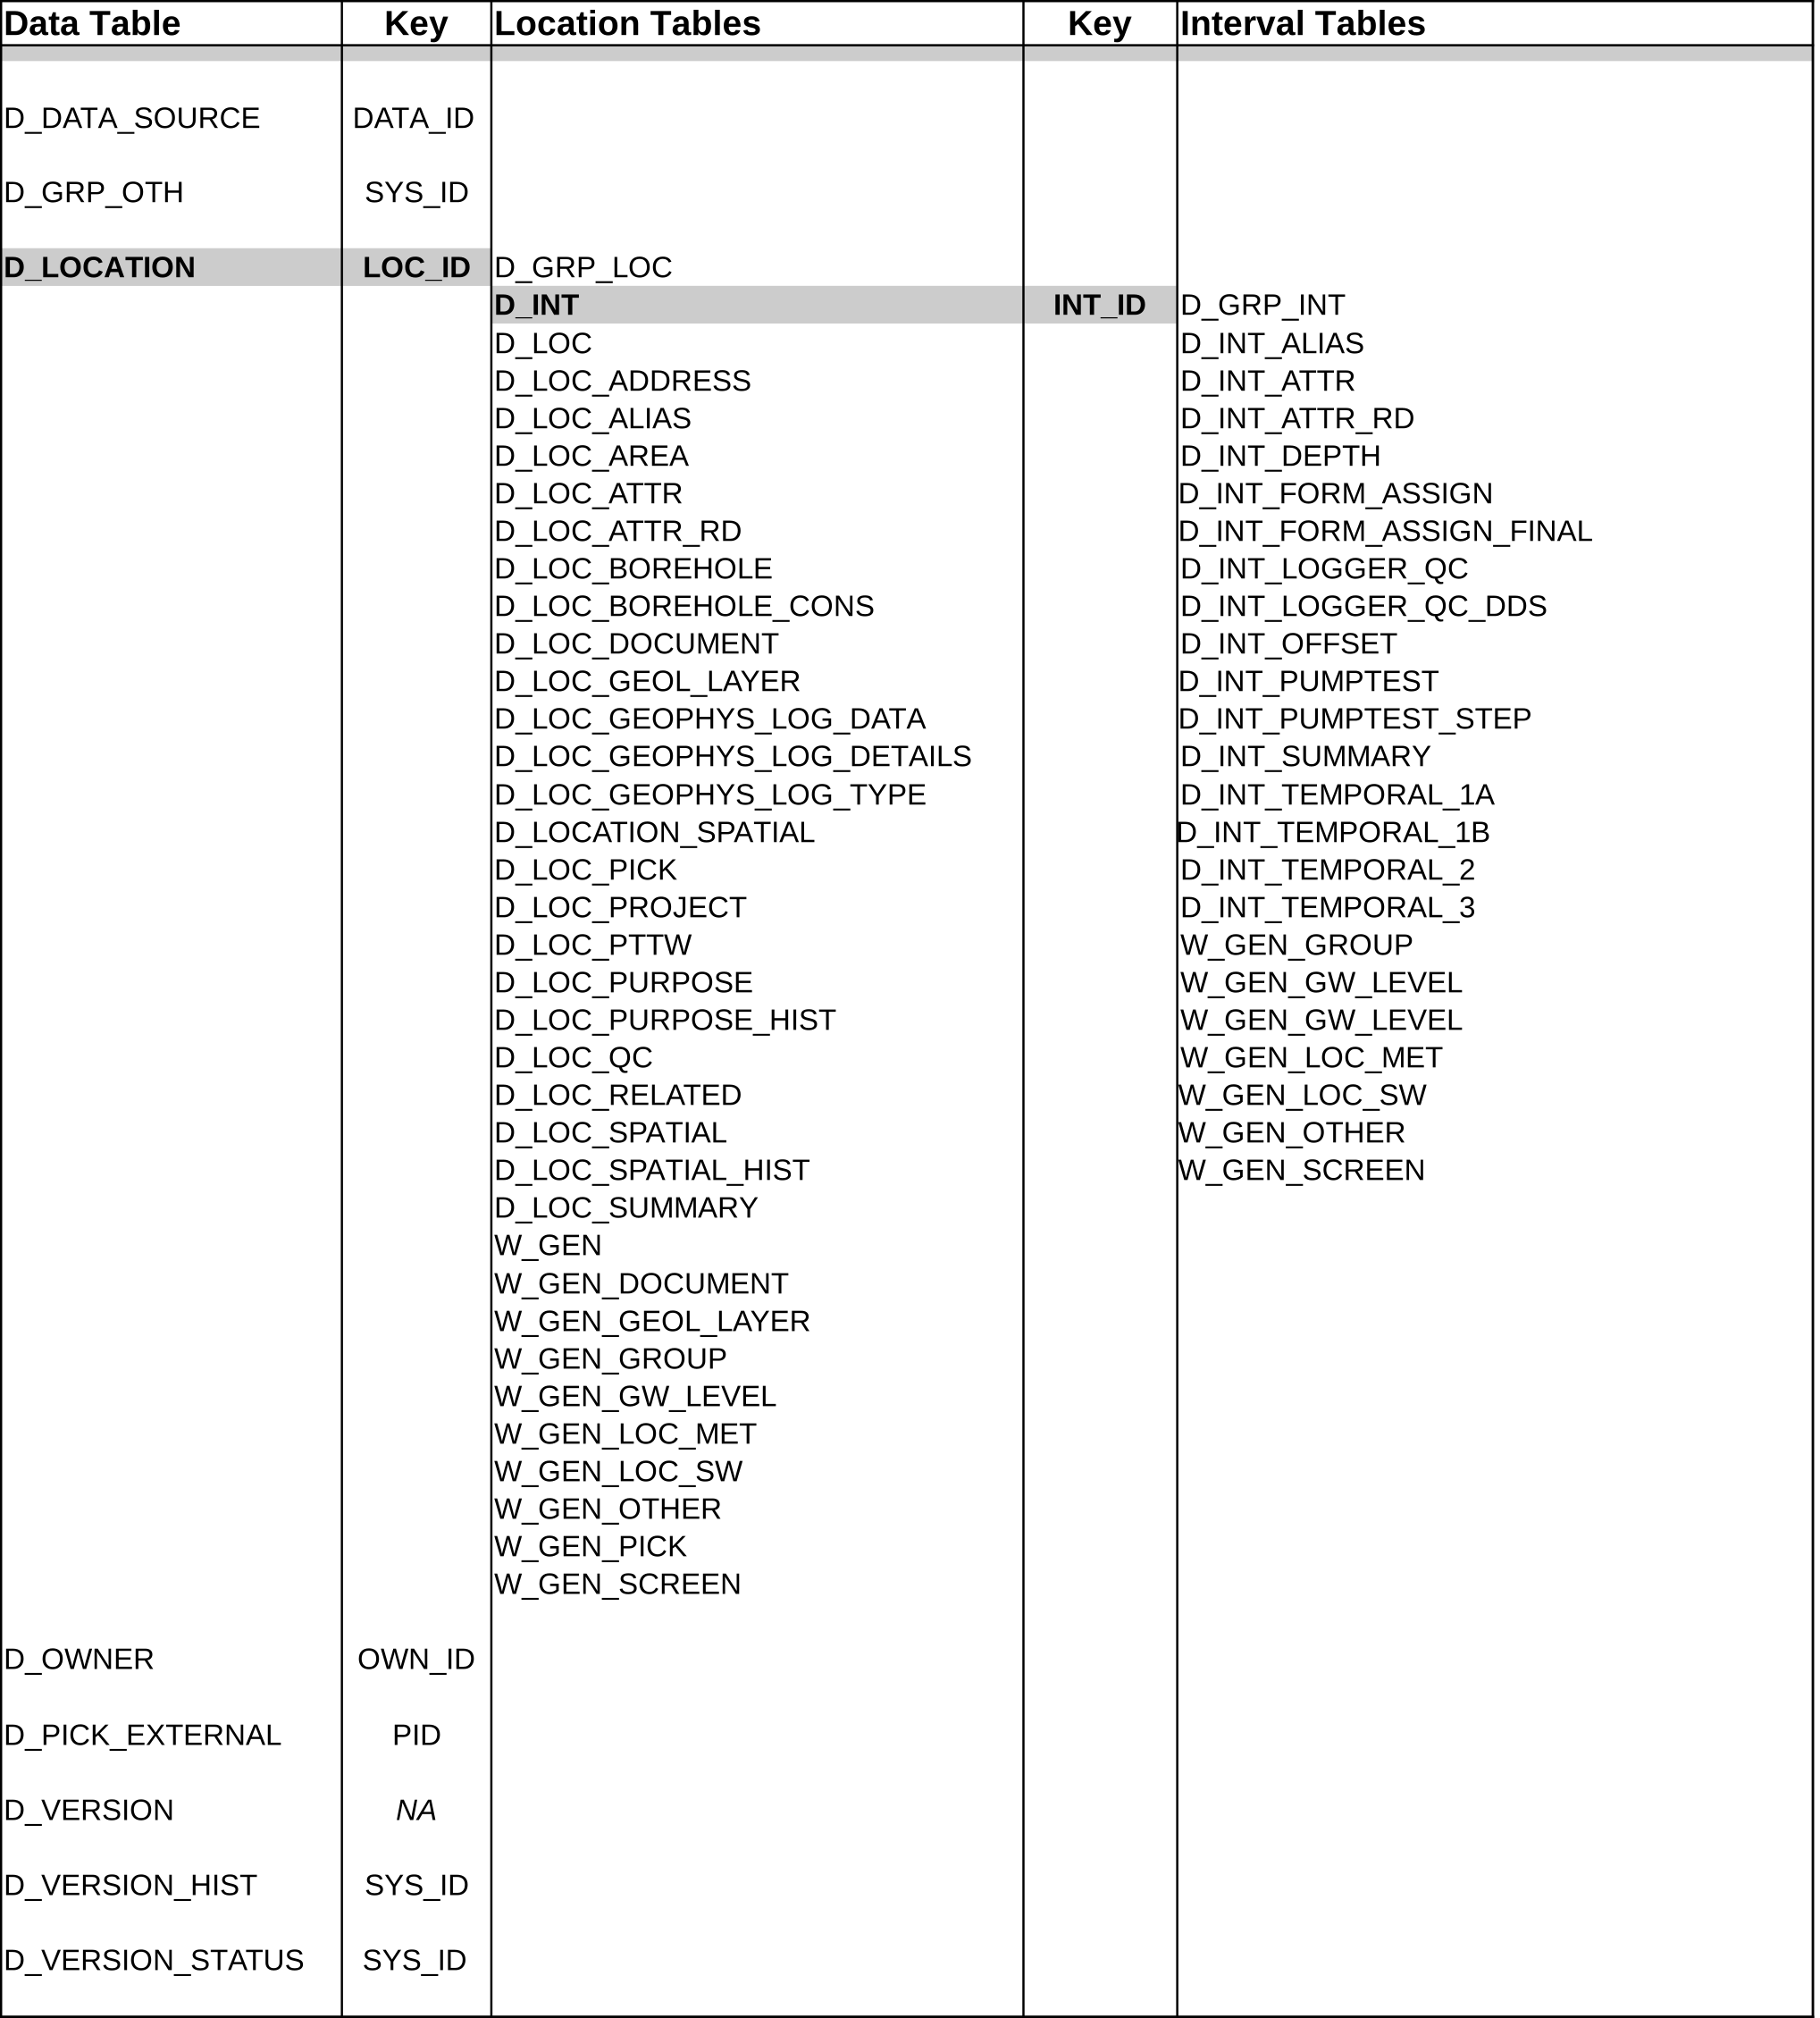 Data Table Key Location Tables Key Interval Tables
D_DATA_SOURCE DATA_ID
D_GRP_OTH SYS_ID
D_LOCATION LOC_ID D_GRP_LOC
D_INT INT_ID D_GRP_INT
D_LOC D_INT_ALIAS
D_LOC_ADDRESS D_INT_ATTR
D_LOC_ALIAS D_INT_ATTR_RD
D_LOC_AREA D_INT_DEPTH
D_LOC_ATTR D_INT_FORM_ASSIGN
D_LOC_ATTR_RD D_INT_FORM_ASSIGN_FINAL
D_LOC_BOREHOLE D_INT_LOGGER_QC
D_LOC_BOREHOLE_CONS D_INT_LOGGER_QC_DDS
D_LOC_DOCUMENT D_INT_OFFSET
D_LOC_GEOL_LAYER D_INT_PUMPTEST
D_LOC_GEOPHYS_LOG_DATA D_INT_PUMPTEST_STEP
D_LOC_GEOPHYS_LOG_DETAILS D_INT_SUMMARY
D_LOC_GEOPHYS_LOG_TYPE D_INT_TEMPORAL_1A
D_LOCATION_SPATIAL D_INT_TEMPORAL_1B
D_LOC_PICK D_INT_TEMPORAL_2
D_LOC_PROJECT D_INT_TEMPORAL_3
D_LOC_PTTW W_GEN_GROUP
D_LOC_PURPOSE W_GEN_GW_LEVEL
D_LOC_PURPOSE_HIST W_GEN_GW_LEVEL
D_LOC_QC W_GEN_LOC_MET
D_LOC_RELATED W_GEN_LOC_SW
D_LOC_SPATIAL W_GEN_OTHER
D_LOC_SPATIAL_HIST W_GEN_SCREEN
D_LOC_SUMMARY
W_GEN
W_GEN_DOCUMENT
W_GEN_GEOL_LAYER
W_GEN_GROUP
W_GEN_GW_LEVEL
W_GEN_LOC_MET
W_GEN_LOC_SW
W_GEN_OTHER
W_GEN_PICK
W_GEN_SCREEN
D_OWNER OWN_ID
D_PICK_EXTERNAL PID
D_VERSION NA
D_VERSION_HIST SYS_ID
D_VERSION_STATUS SYS_ID